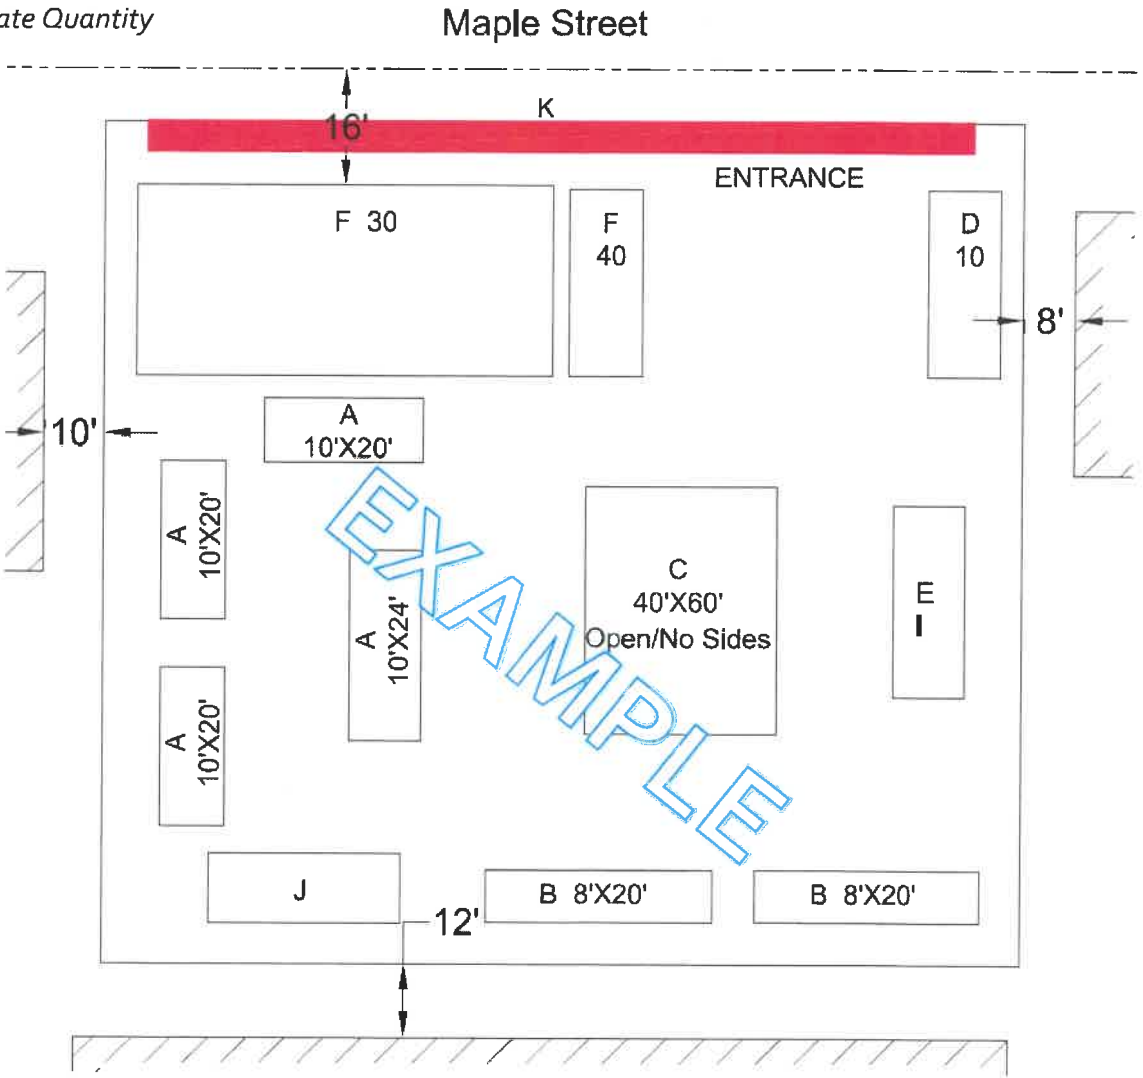 ate Quantity
Maple Street
K
16'
ENTRANCE
F 30
F
40
D
10
8'
10'
A
10'X20'
A
10'X20'
EXAMPLE
C
40'X60'
Open/No Sides
E
I
A
10'X24'
A
10'X20'
J
B 8'X20'
B 8'X20'
12'